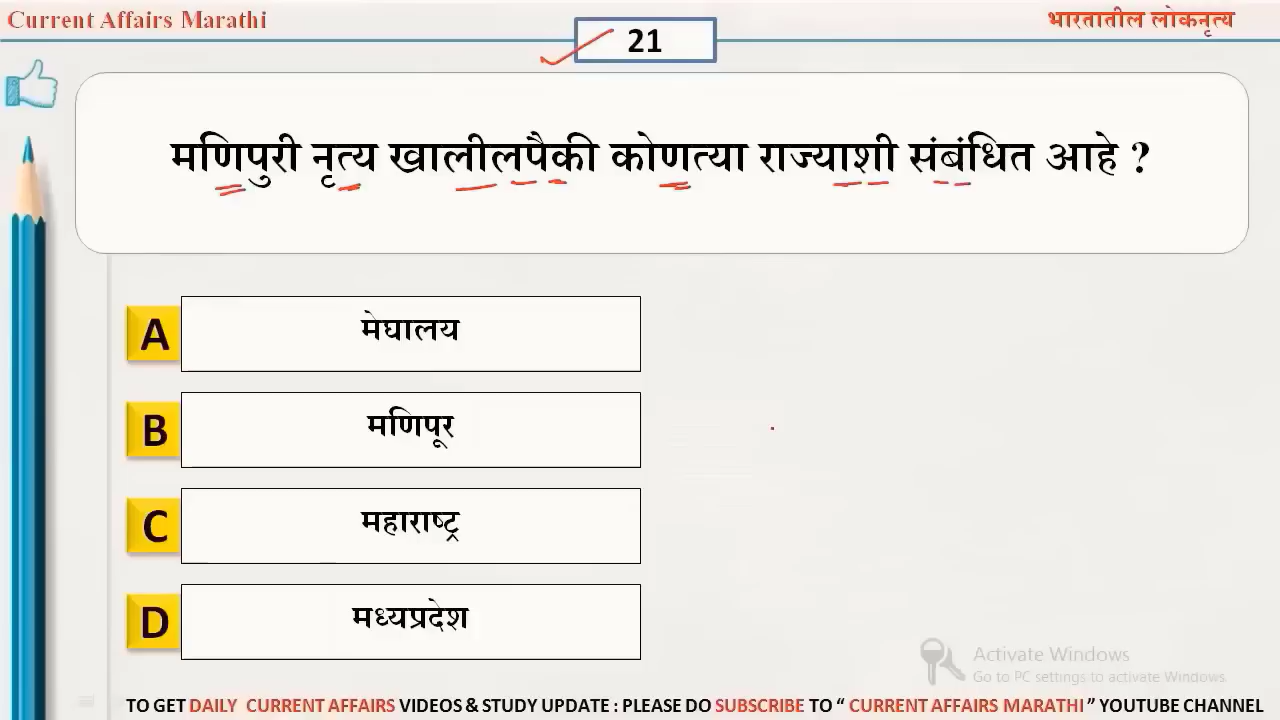 Current Affairs Marathi
भारतातील लोकनृत्य
21
मणिपुरी नृत्य खालीलपैकी कोणत्या राज्याशी संबंधित आहे ?
A मेघालय
B मणिपूर
C महाराष्ट्र
D मध्यप्रदेश
Activate Windows
Go to PC settings to activate Windows.
TO GET DAILY CURRENT AFFAIRS VIDEOS & STUDY UPDATE : PLEASE DO SUBSCRIBE TO “ CURRENT AFFAIRS MARATHI ” YOUTUBE CHANNEL